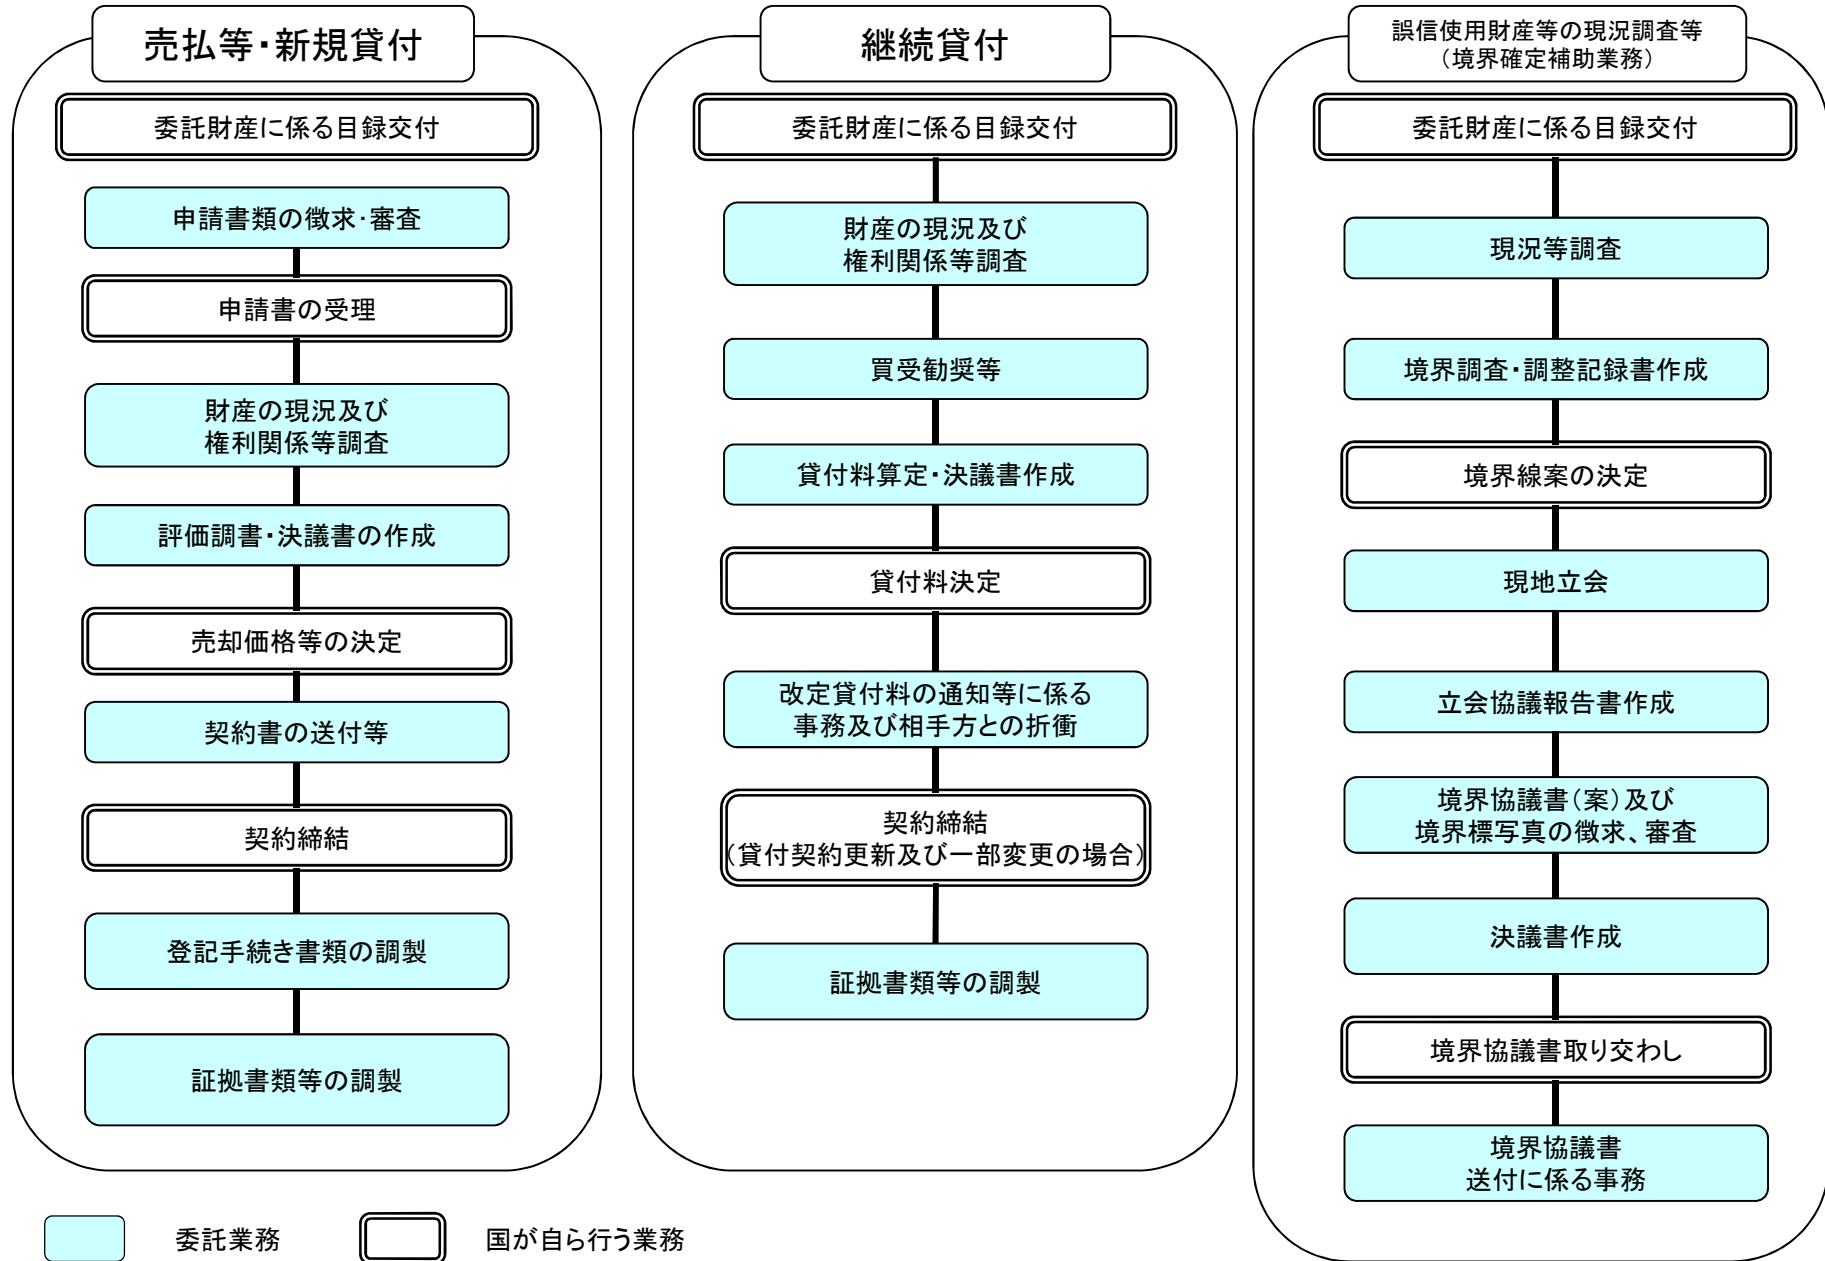 売払等・新規貸付
委託財産に係る目録交付
申請書類の徴求・審査
申請書の受理
財産の現況及び
権利関係等調査
評価調書・決議書の作成
売却価格等の決定
契約書の送付等
契約締結
登記手続き書類の調製
証拠書類等の調製
継続貸付
委託財産に係る目録交付
財産の現況及び
権利関係等調査
買受勧奨等
貸付料算定・決議書作成
貸付料決定
改定貸付料の通知等に係る
事務及び相手方との折衝
契約締結
(貸付契約更新及び一部変更の場合)
証拠書類等の調製
誤信使用財産等の現況調査等
(境界確定補助業務)
委託財産に係る目録交付
現況等調査
境界調査・調整記録書作成
境界線案の決定
現地立会
立会協議報告書作成
境界協議書(案)及び
境界標写真の徴求、審査
決議書作成
境界協議書取り交わし
境界協議書
送付に係る事務
委託業務
国が自ら行う業務